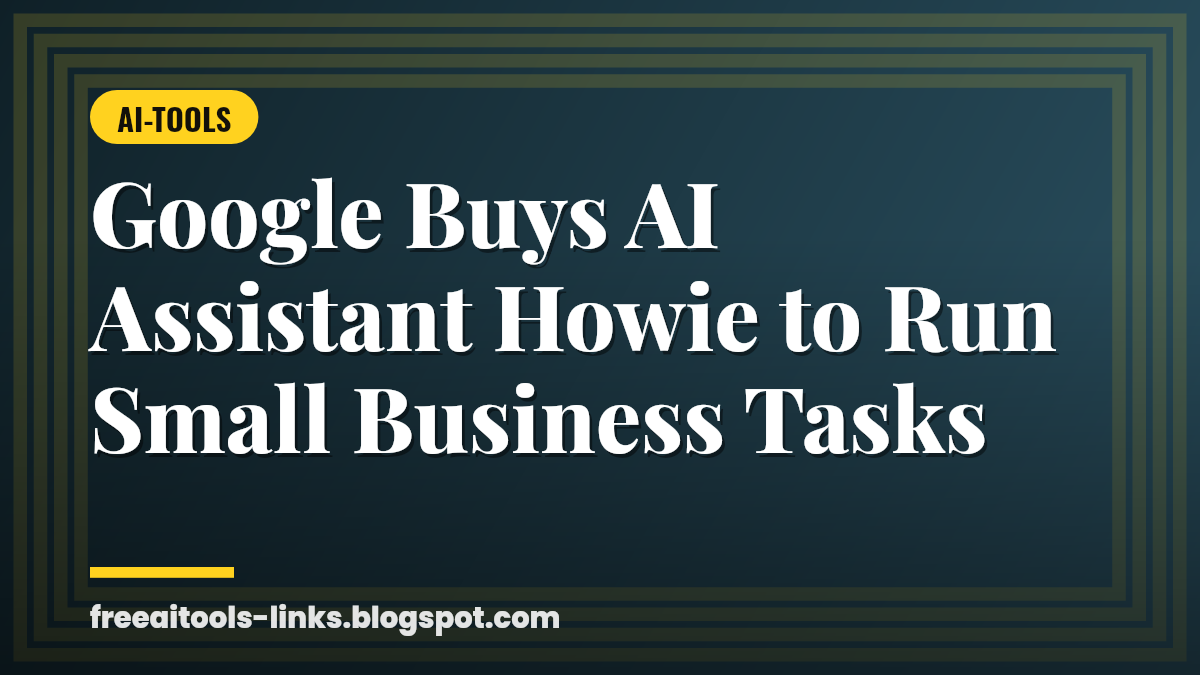 AI-TOOLS
Google Buys AI
Assistant Howie to Run
Small Business Tasks
freeaitools-links.blogspot.com